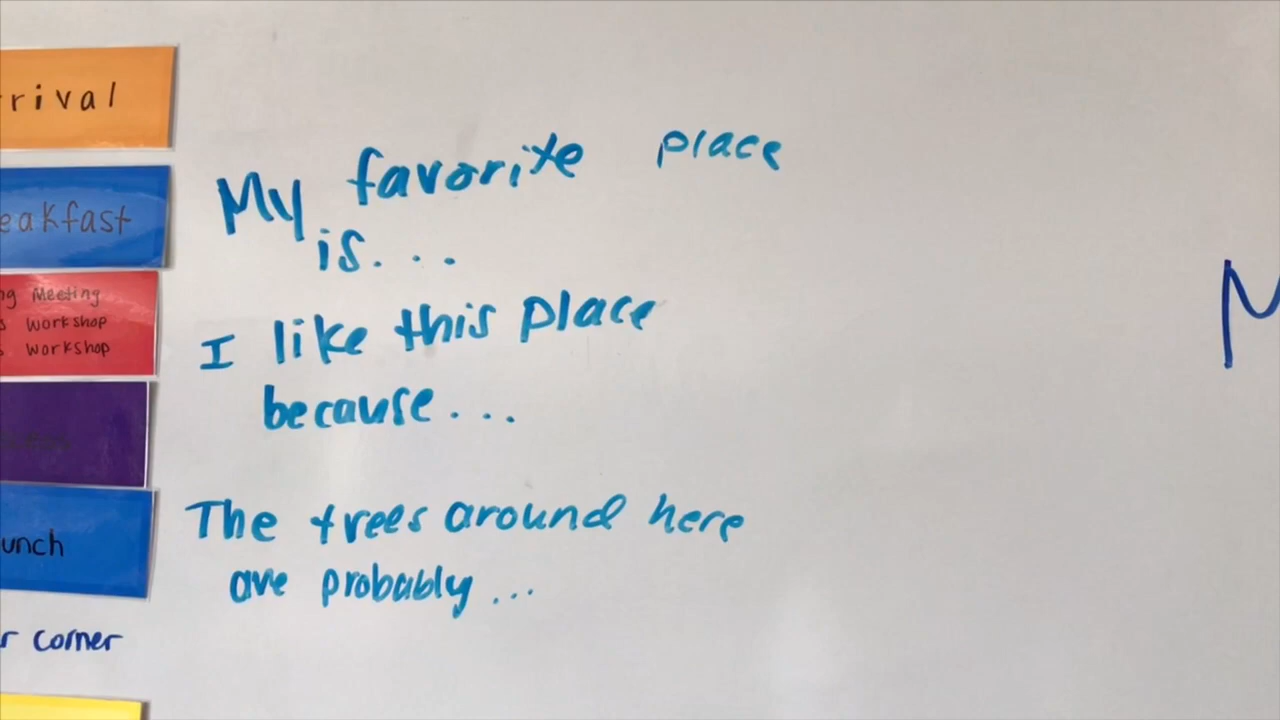 rrival
eakfast
ng Meeting
s Workshop
s Workshop
unch
r corner
My favorite place
is...
I like this place
because...
The trees around here
are probably...
M